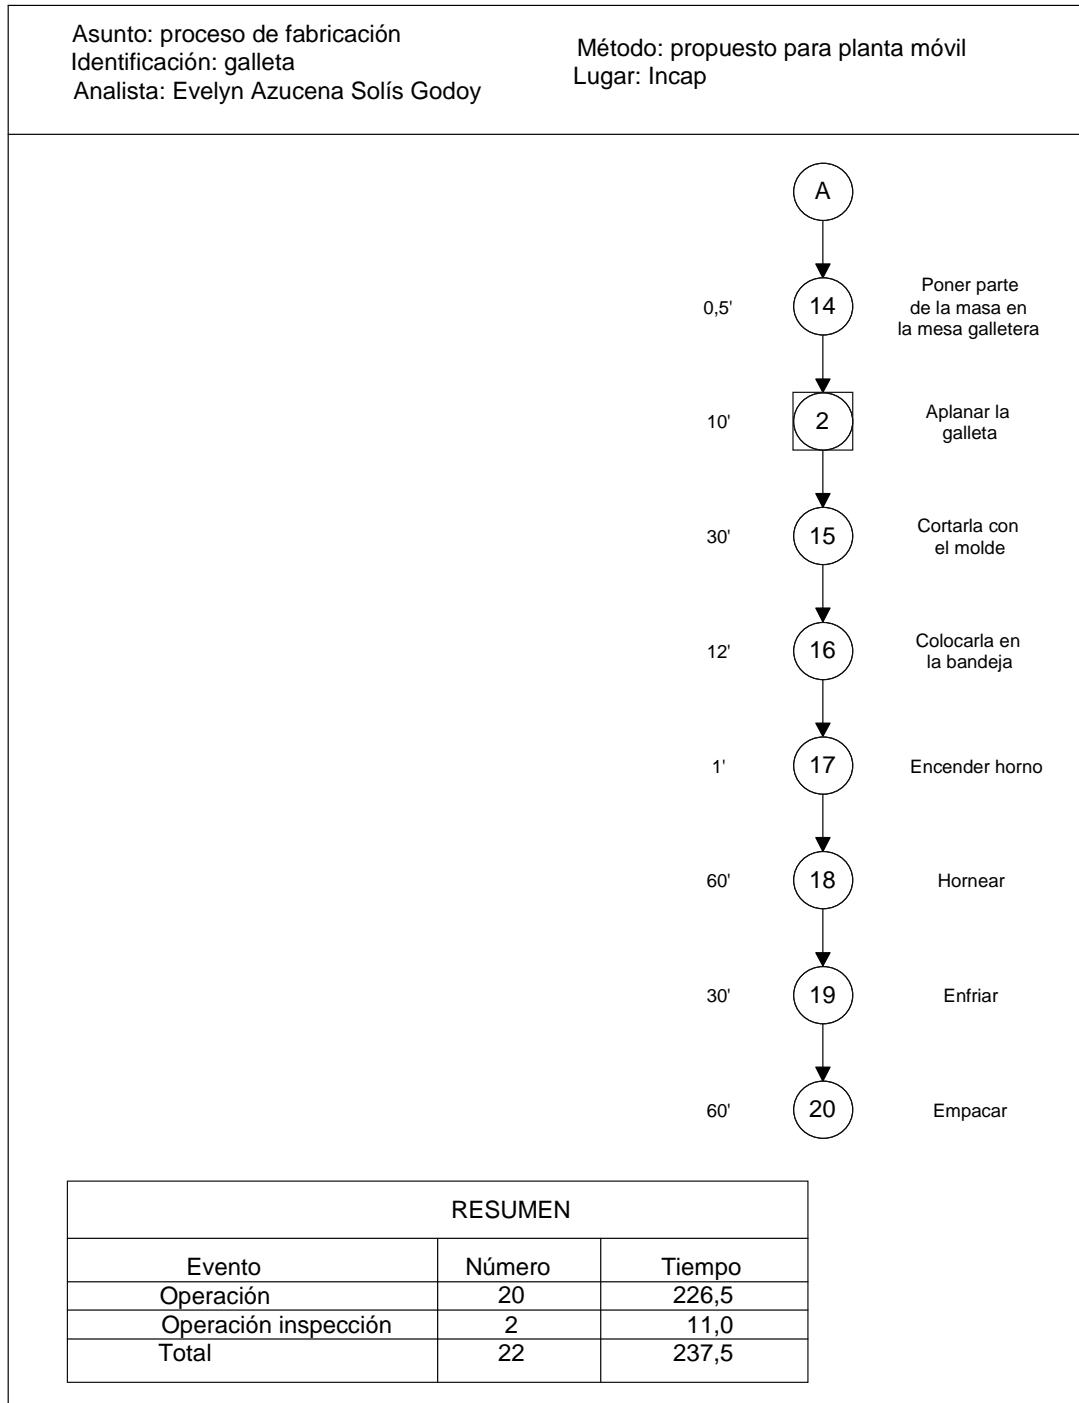 Asunto: proceso de fabricación
Identificación: galleta
Analista: Evelyn Azucena Solís Godoy
Método: propuesto para planta móvil
Lugar: Incap
A
0,5'
14
Poner parte
de la masa en
la mesa galletera
10'
2
Aplanar la
galleta
30'
15
Cortarla con
el molde
12'
16
Colocarla en
la bandeja
1'
17
Encender horno
60'
18
Hornear
30'
19
Enfriar
60'
20
Empacar
RESUMEN
Evento Número Tiempo
Operación 20 226,5
Operación inspección 2 11,0
Total 22 237,5